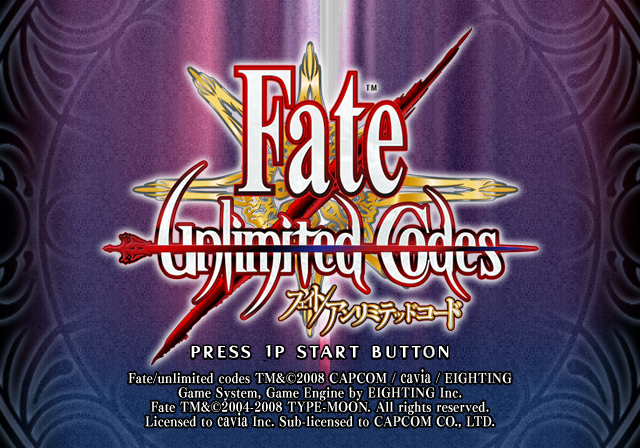 Fate™
Unlimited Codes
フェイト/アンリミテッドコード
PRESS 1P START BUTTON
Fate/unlimited codes TM&©2008 CAPCOM / cavia / EIGHTING
Game System, Game Engine by EIGHTING Inc.
Fate TM&©2004-2008 TYPE-MOON. All rights reserved.
Licensed to cavia Inc. Sub-licensed to CAPCOM CO., LTD.